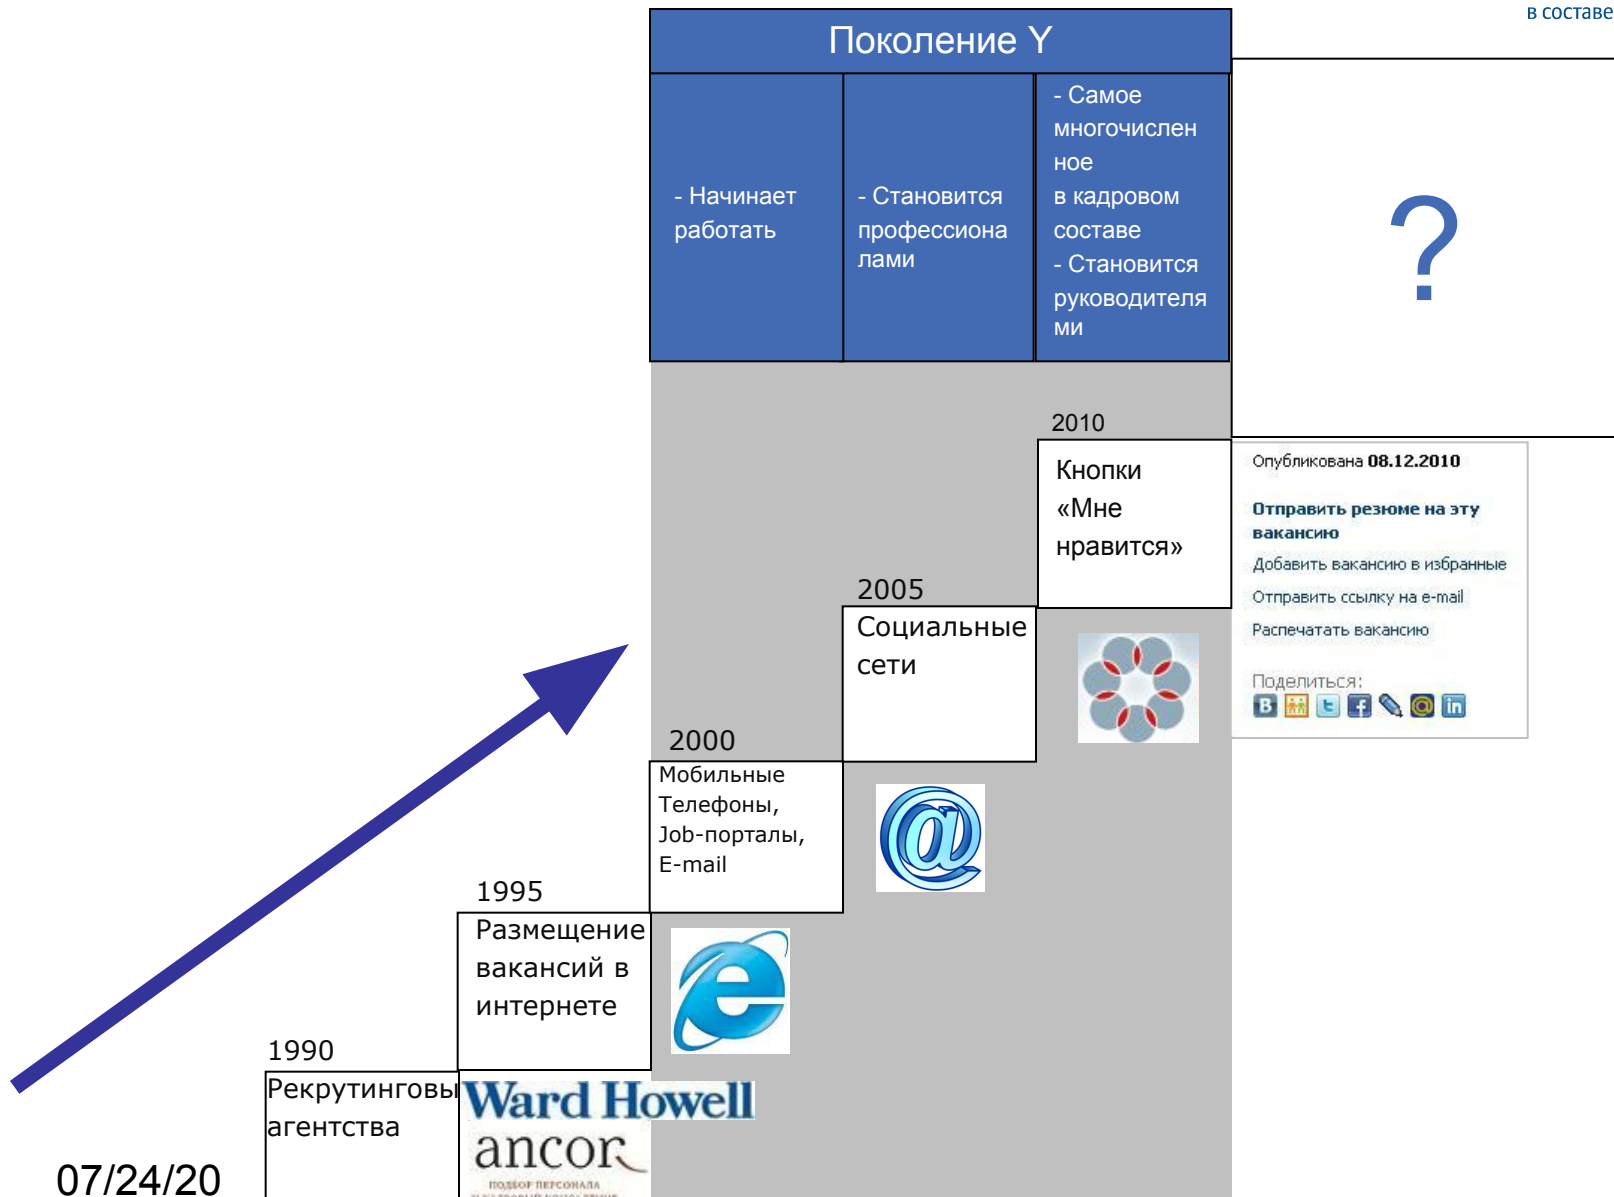 в составе
Поколение Y
- Начинает
работать
- Становится
профессиона
лами
- Самое
многочислен
ное
в кадровом
составе
- Становится
руководителя
ми
?
2010
Кнопки
«Мне
нравится»
Опубликована 08.12.2010
Отправить резюме на эту
вакансию
Добавить вакансию в избранные
Отправить ссылку на e-mail
Распечатать вакансию
Поделиться:
2005
Социальные
сети
2000
Мобильные
Телефоны,
Job-порталы,
E-mail
1995
Размещение
вакансий в
интернете
1990
Рекрутинговы
агентства
Ward Howell
ancor
ПОДБОР ПЕРСОНАЛА
07/24/20